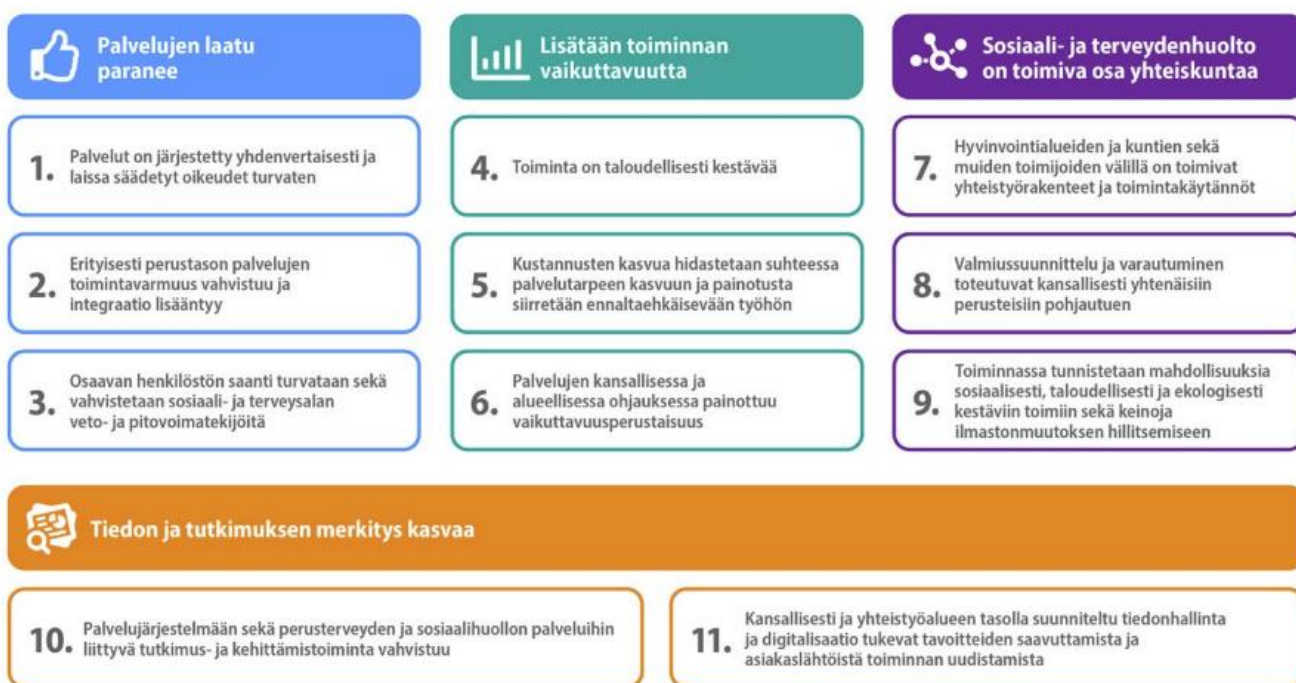 Palvelujen laatu
paranee
1. Palvelut on järjestetty yhdenvertaisesti ja
laissa säädetyt oikeudet turvaten
2. Erityisesti perustason palvelujen
toimintavarmuus vahvistuu ja
integraatio lisääntyy
3. Osaavan henkilöstön saanti turvataan sekä
vahvistetaan sosiaali- ja terveysalan
veto- ja pitovoimatekijöitä
Lisätään toiminnan
vaikuttavuutta
4. Toiminta on taloudellisesti kestävää
5. Kustannusten kasvua hidastetaan suhteessa
palvelutarpeen kasvuun ja painotusta
siirretään ennaltaehkäisevään työhön
6. Palvelujen kansallisessa ja
alueellisessa ohjauksessa painottuu
vaikuttavuusperustaisuus
Sosiaali- ja terveydenhuolto
on toimiva osa yhteiskuntaa
7. Hyvinvointialueiden ja kuntien sekä
muiden toimijoiden välillä on toimivat
yhteistyörakenteet ja toimintakäytännöt
8. Valmiussuunnittelu ja varautuminen
toteutuvat kansallisesti yhtenäisiin
perusteisiin pohjautuen
9. Toiminnassa tunnistetaan mahdollisuuksia
sosiaalisesti, taloudellisesti ja ekologisesti
kestäviin toimiin sekä keinoja
ilmastonmuutoksen hillitsemiseen
Tiedon ja tutkimuksen merkitys kasvaa
10. Palvelujärjestelmään sekä perusterveyden ja sosiaalihuollon palveluihin
liittyvä tutkimus- ja kehittämistoiminta vahvistuu
11. Kansallisesti ja yhteistyöalueen tasolla suunniteltu tiedonhallinta
ja digitalisaatio tukevat tavoitteiden saavuttamista ja
asiakaslähtöistä toiminnan uudistamista